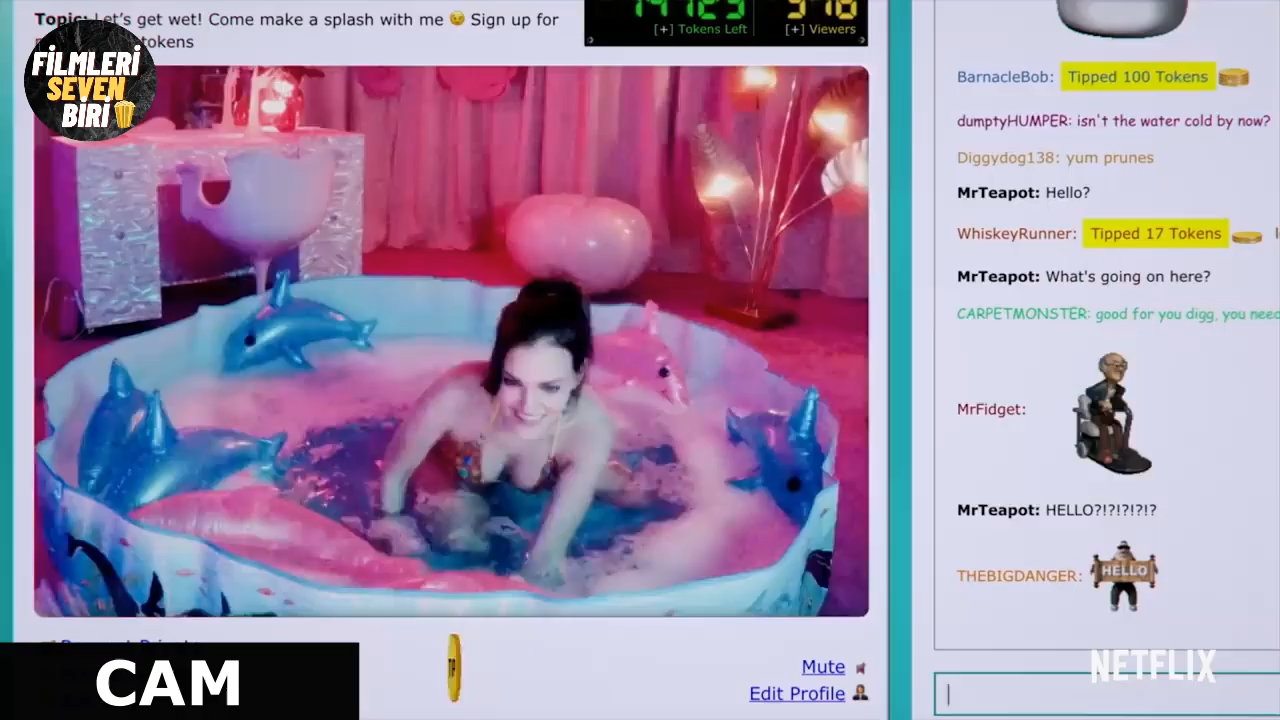 Topic: Let's get wet! Come make a splash with me 😉 Sign up for
tokens
[+] Tokens Left
[+] Viewers
FİLMLERİ
SEVEN
BİRİ
BarnacleBob: Tipped 100 Tokens
dumptyHUMPER: isn't the water cold by now?
Diggydog138: yum prunes
MrTeapot: Hello?
WhiskeyRunner: Tipped 17 Tokens
MrTeapot: What's going on here?
CARPETMONSTER: good for you digg, you need
MrFidget:
MrTeapot: HELLO?!?!?!?!?
THEBIGDANGER: HELLO
TIP
Mute
Edit Profile
CAM
NETFLIX